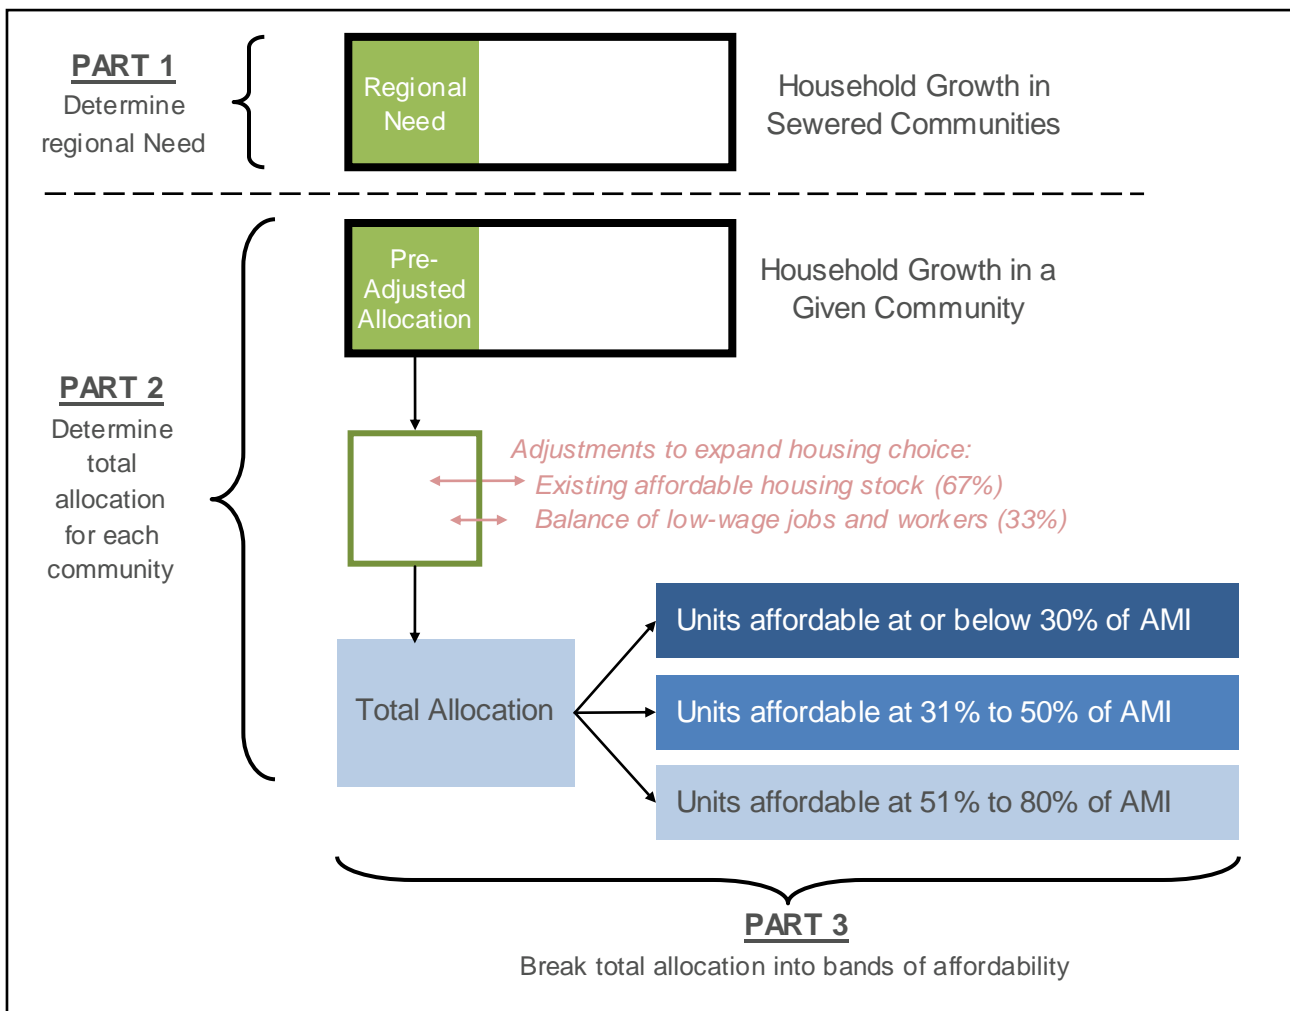 PART 1
Determine
regional Need
Regional
Need
Household Growth in
Sewered Communities
Pre-
Adjusted
Allocation
Household Growth in a
Given Community
PART 2
Determine
total
allocation
for each
community
Adjustments to expand housing choice:
Existing affordable housing stock (67%)
Balance of low-wage jobs and workers (33%)
Total Allocation
Units affordable at or below 30% of AMI
Units affordable at 31% to 50% of AMI
Units affordable at 51% to 80% of AMI
PART 3
Break total allocation into bands of affordability